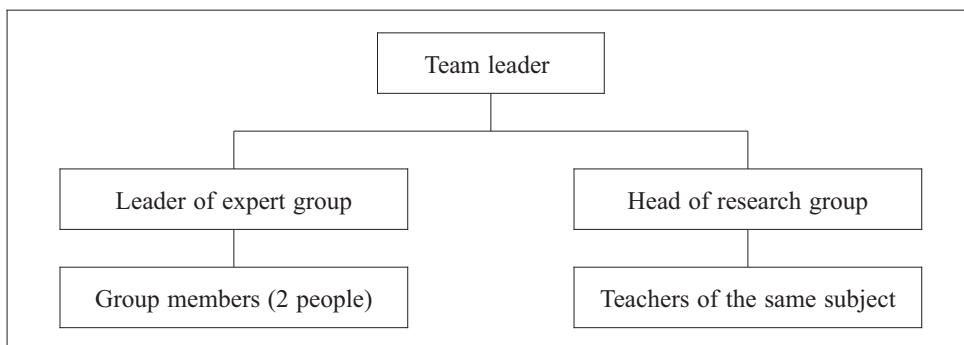 Team leader
Leader of expert group
Head of research group
Group members (2 people)
Teachers of the same subject